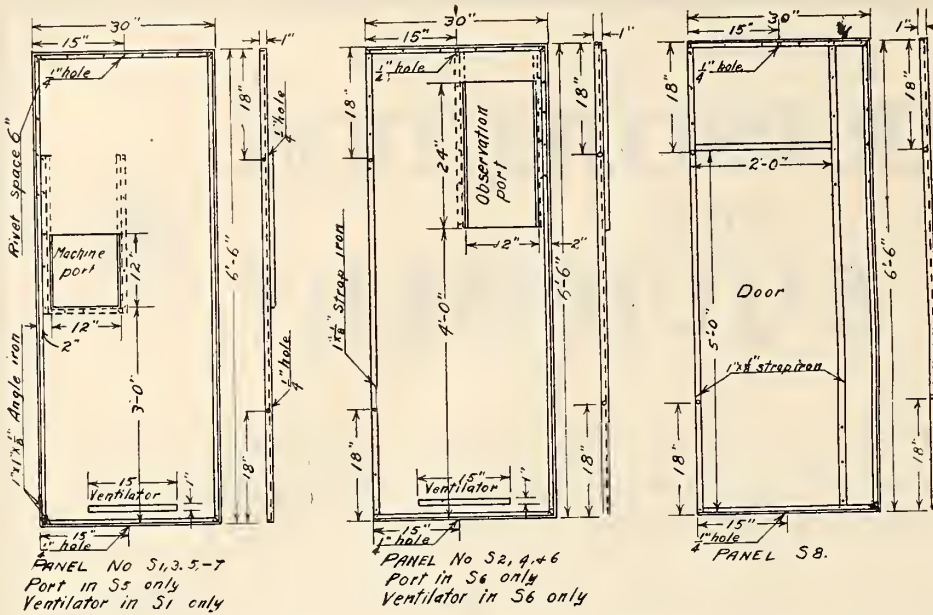 30"
15"
1"
1/4" hole
18"
1/4" hole
Rivet space 6"
6'-6"
Machine
port
12"
12"
2"
1"x1"x1/8" Angle iron
3'-0"
1/4" hole
18"
15"
Ventilator
1"
15"
1/4" hole
PANEL No S1,3.5,-7
Port in S5 only
Ventilator in S1 only
30"
15"
1"
1/4" hole
18"
24"
Observation
port
18"
12"
2"
6'-6"
6'-6"
1"x1/8" Strap iron
4'-0"
18"
18"
15"
Ventilator
1"
15"
1/4" hole
PANEL No S2, 4,+6
Port in S6 only
Ventilator in S6 only
30"
15"
1"
1/4" hole
18"
18"
2'-0"
6'-6"
Door
5'-0"
1"x1/8" strap iron
18"
18"
15"
1/4" hole
PANEL S8.